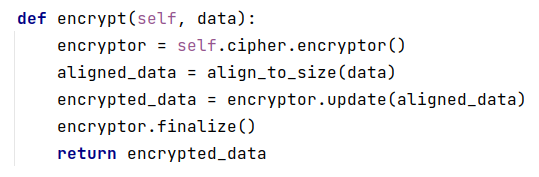 def encrypt(self, data):
    encryptor = self.cipher.encryptor()
    aligned_data = align_to_size(data)
    encrypted_data = encryptor.update(aligned_data)
    encryptor.finalize()
    return encrypted_data